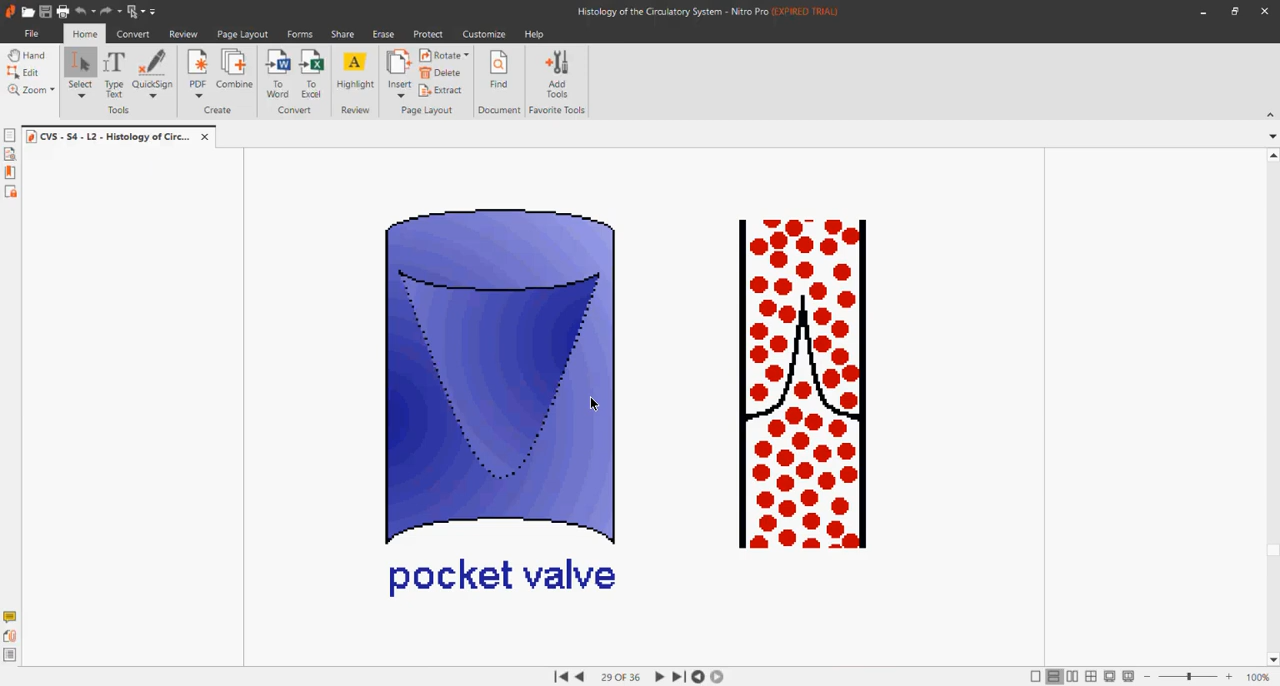 Histology of the Circulatory System - Nitro Pro (EXPIRED TRIAL)
File Home Convert Review Page Layout Forms Share Erase Protect Customize Help
Hand
Edit
Zoom
Select
Type Text
QuickSign
Tools
PDF
Combine
Create
To Word
To Excel
Convert
A
Highlight
Review
Insert
Rotate
Delete
Extract
Page Layout
Find
Document
Add Tools
Favorite Tools
CVS - S4 - L2 - Histology of Circ...
pocket valve
29 OF 36
100%